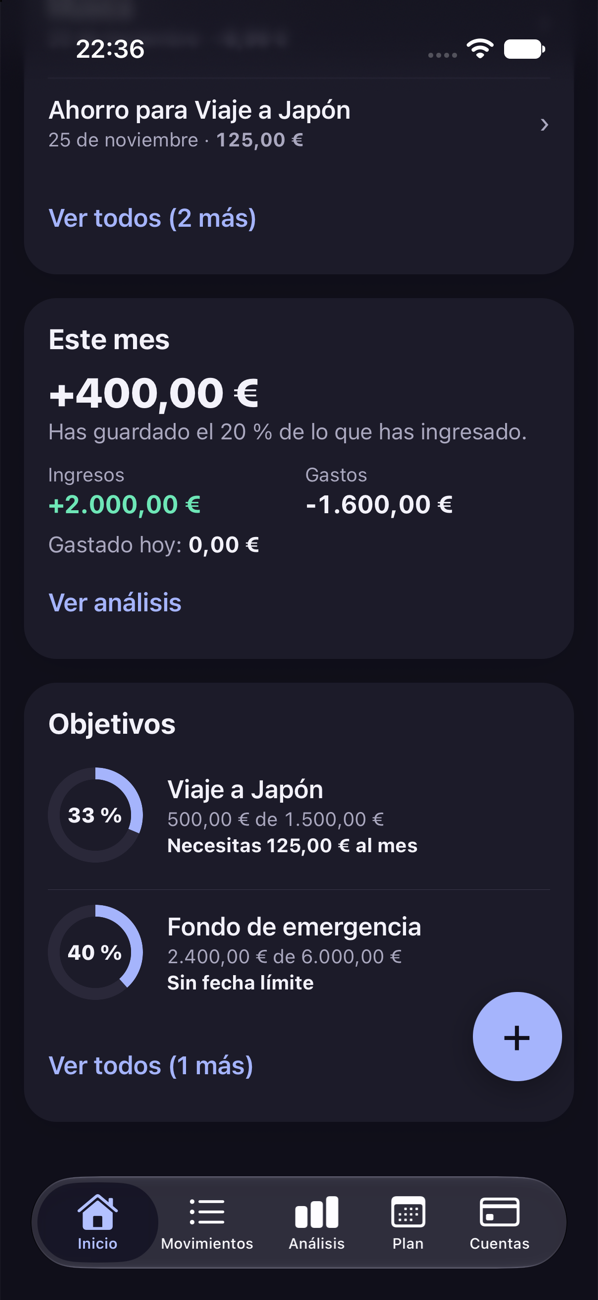 22:36
Ahorro para Viaje a Japón
25 de noviembre · 125,00 €
Ver todos (2 más)
Este mes
+400,00 €
Has guardado el 20 % de lo que has ingresado.
Ingresos
Gastos
+2.000,00 €
-1.600,00 €
Gastado hoy: 0,00 €
Ver análisis
Objetivos
33 %
Viaje a Japón
500,00 € de 1.500,00 €
Necesitas 125,00 € al mes
40 %
Fondo de emergencia
2.400,00 € de 6.000,00 €
Sin fecha límite
Ver todos (1 más)
+
Inicio
Movimientos
Análisis
Plan
Cuentas